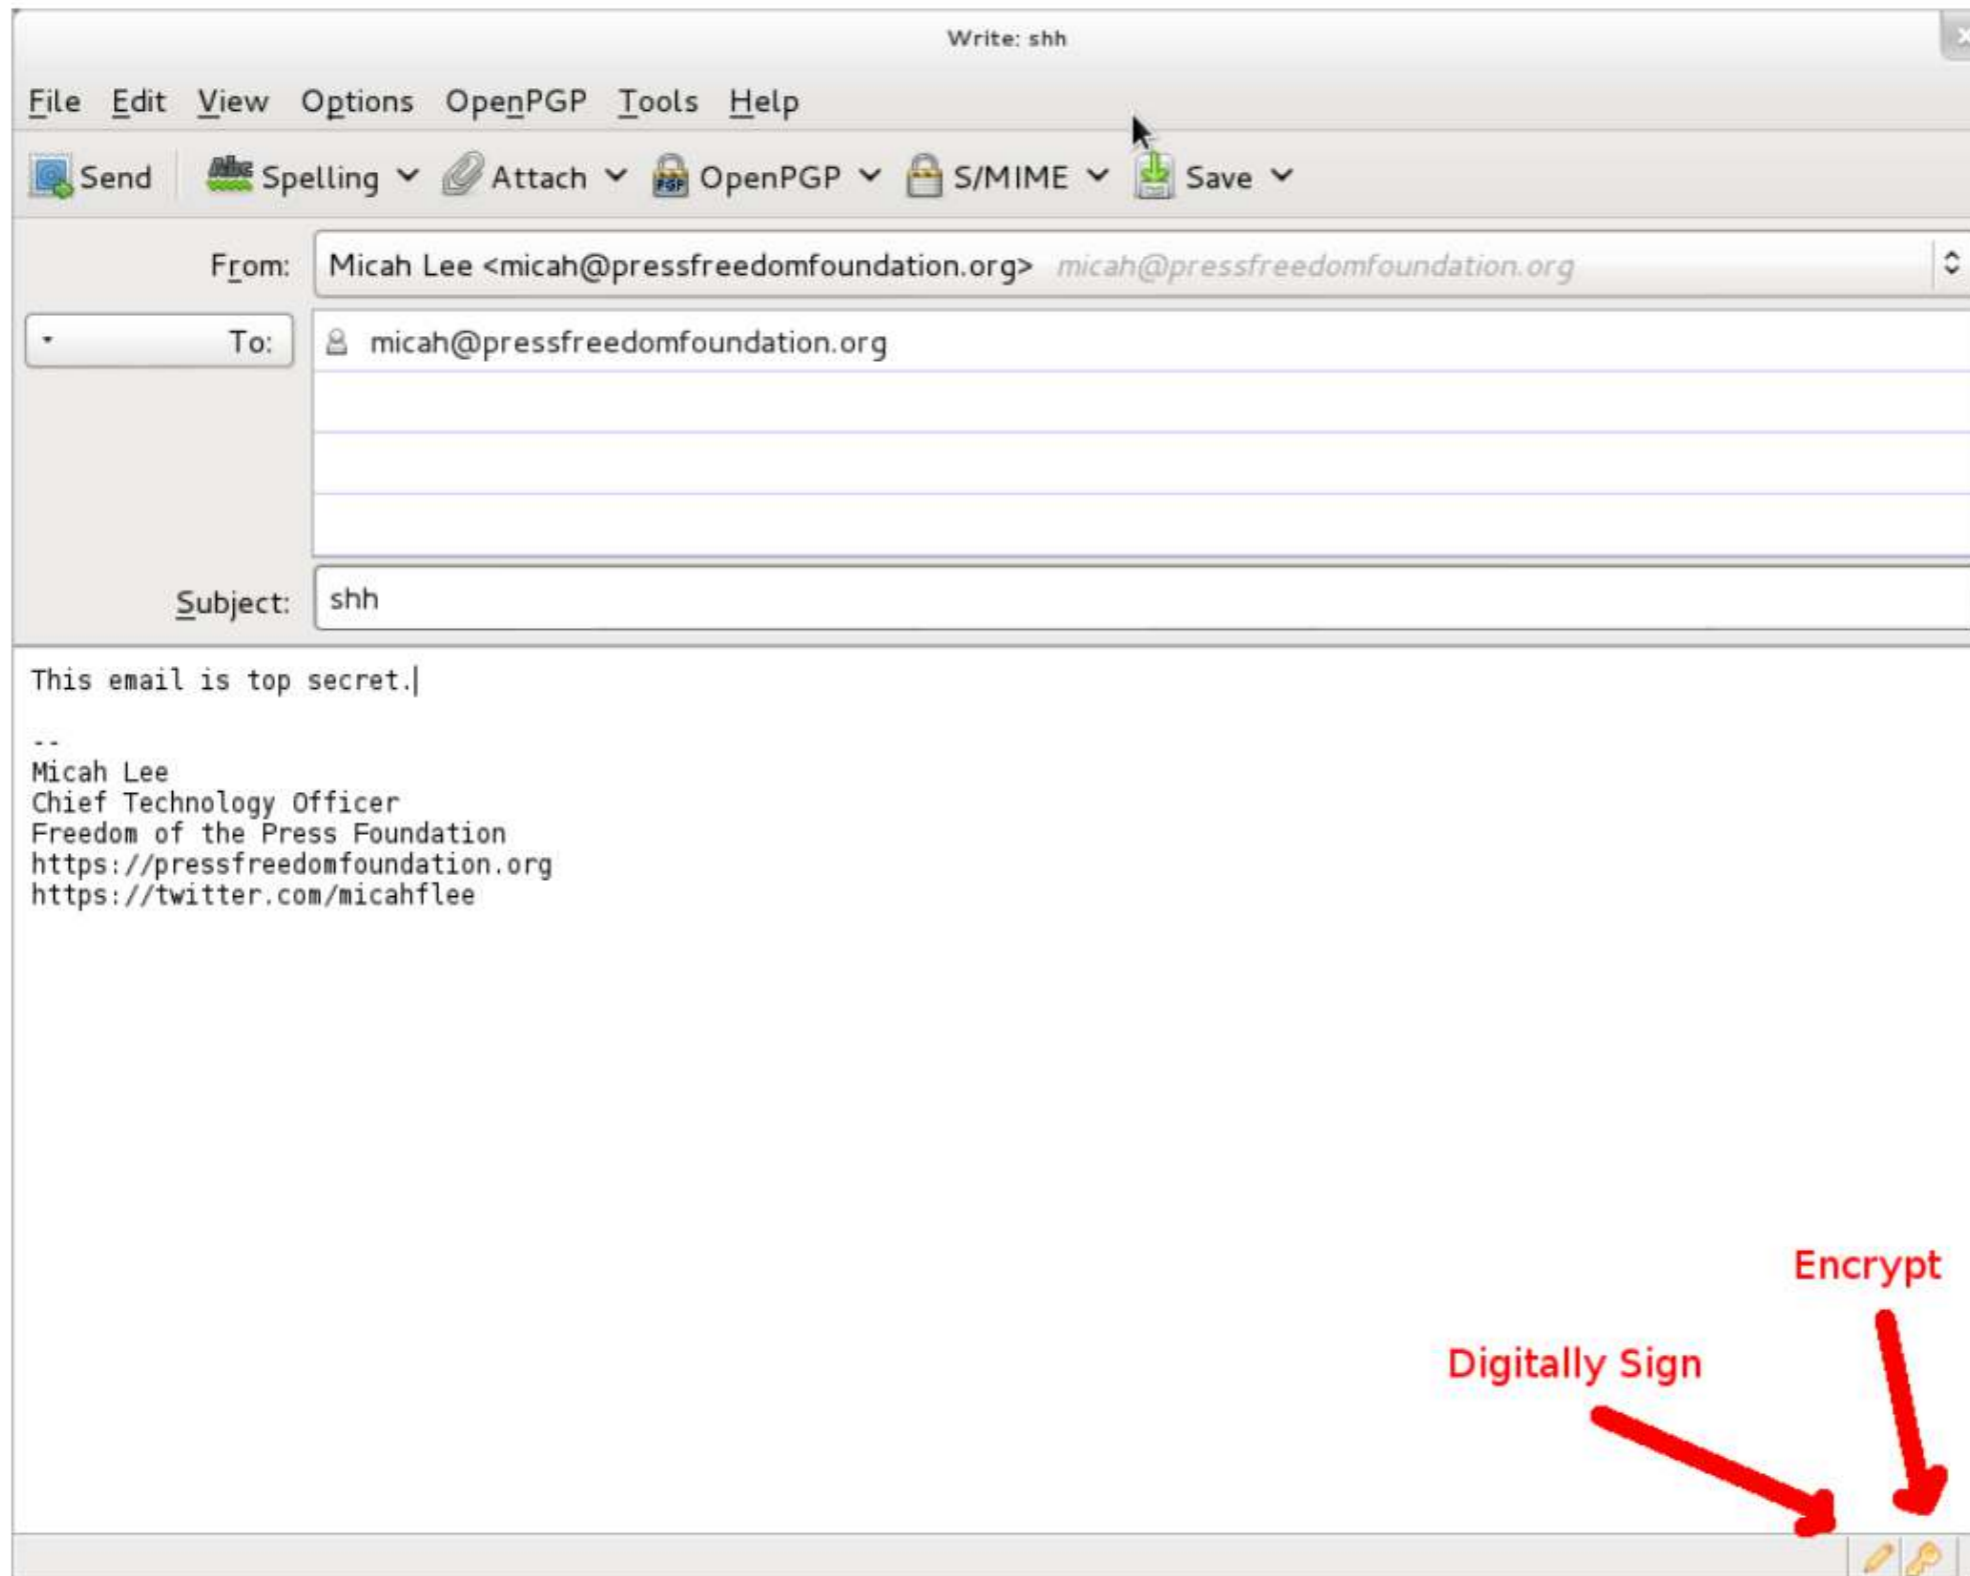 Write: shh
File Edit View Options OpenPGP Tools Help
Send Abc Spelling Attach PGP OpenPGP S/MIME Save
From: Micah Lee <micah@pressfreedomfoundation.org> micah@pressfreedomfoundation.org
To: micah@pressfreedomfoundation.org
Subject: shh
This email is top secret.
--
Micah Lee
Chief Technology Officer
Freedom of the Press Foundation
https://pressfreedomfoundation.org
https://twitter.com/micahflee
Encrypt
Digitally Sign